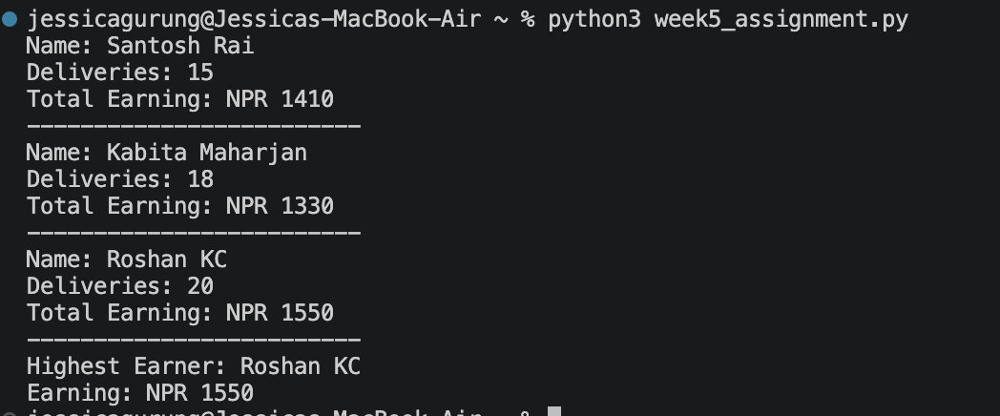 jessicagurung@Jessicas-MacBook-Air ~ % python3 week5_assignment.py
Name: Santosh Rai
Deliveries: 15
Total Earning: NPR 1410
-------------------------
Name: Kabita Maharjan
Deliveries: 18
Total Earning: NPR 1330
-------------------------
Name: Roshan KC
Deliveries: 20
Total Earning: NPR 1550
-------------------------
Highest Earner: Roshan KC
Earning: NPR 1550
jessicagurung@Jessicas-MacBook-Air ~ %